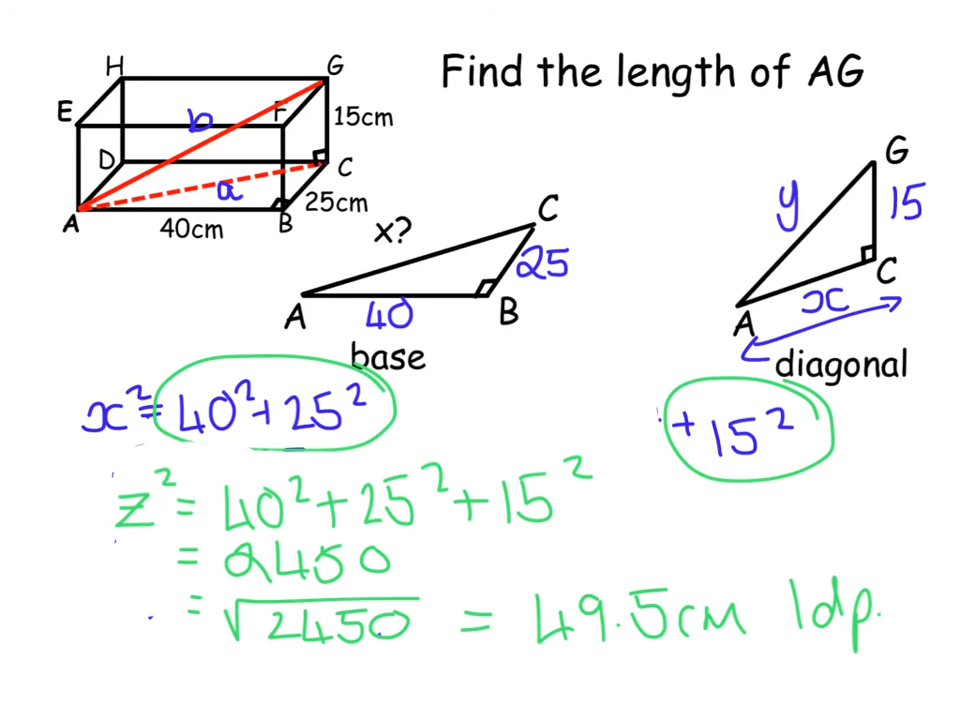 Find the length of AG
H G
E F
b
15cm
D C
a
25cm
A B
40cm
x?
C
25
A 40 B
base
G
y 15
C
x
A
diagonal
x² = 40² + 25²
+ 15²
z² = 40² + 25² + 15²
= 2450
= √2450 = 49.5cm 1dp.